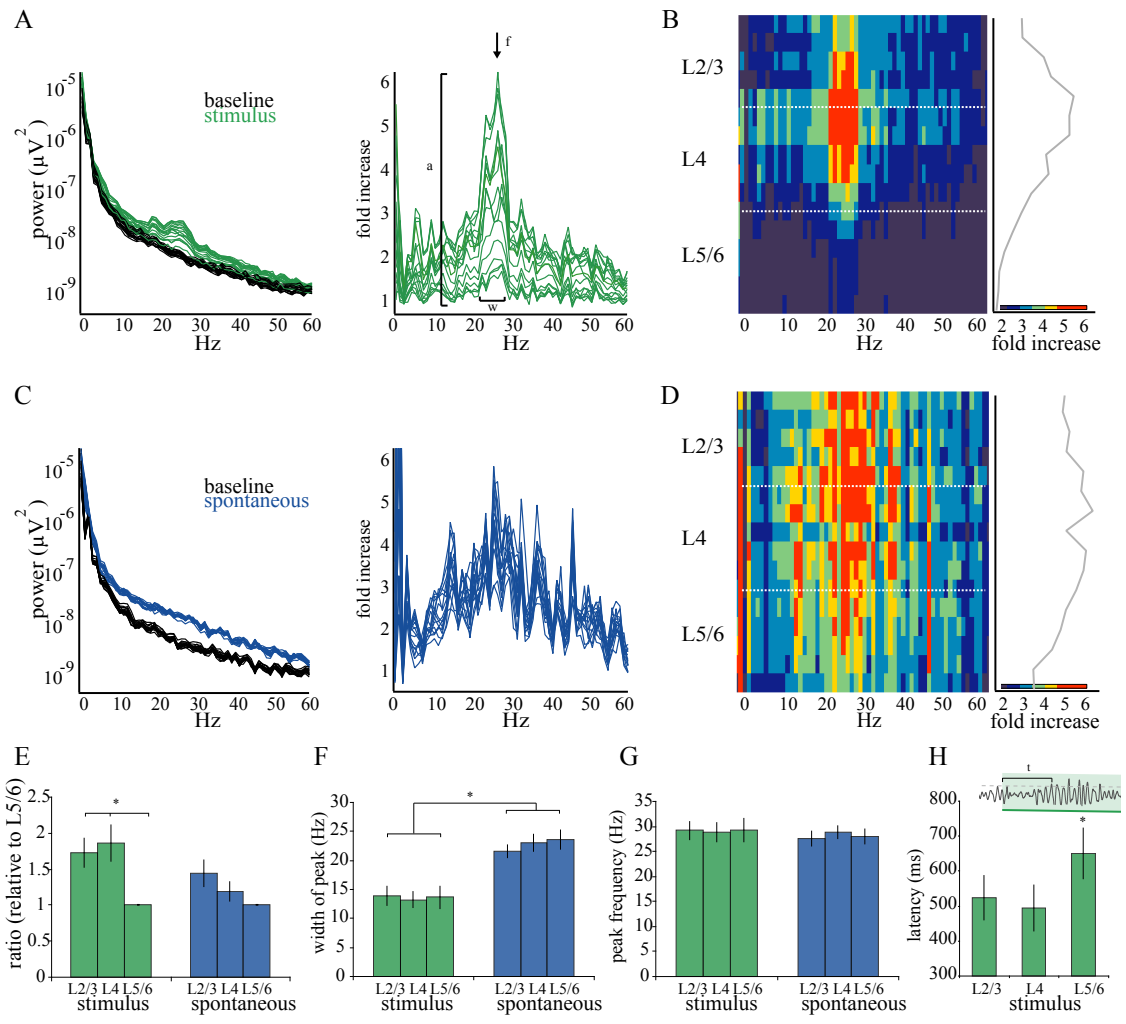 A
B
f
10-5
10-6
10-7
10-8
10-9
power (µV2)
baseline
stimulus
0 10 20 30 40 50 60
Hz
6
5
4
3
2
1
fold increase
a
w
0 10 20 30 40 50 60
Hz
L2/3
L4
L5/6
0 10 20 30 40 50 60
Hz
2 3 4 5 6
fold increase
C
D
10-5
10-6
10-7
10-8
10-9
power (µV2)
baseline
spontaneous
0 10 20 30 40 50 60
Hz
6
5
4
3
2
1
fold increase
0 10 20 30 40 50 60
Hz
L2/3
L4
L5/6
0 10 20 30 40 50 60
Hz
2 3 4 5 6
fold increase
E
2.5
2
1.5
1
0.5
0
ratio (relative to L5/6)
*
L2/3 L4 L5/6
stimulus
L2/3 L4 L5/6
spontaneous
F
30
25
20
15
10
5
0
width of peak (Hz)
*
L2/3 L4 L5/6
stimulus
L2/3 L4 L5/6
spontaneous
G
35
30
25
20
15
10
5
0
peak frequency (Hz)
L2/3 L4 L5/6
stimulus
L2/3 L4 L5/6
spontaneous
H
t
800
700
600
500
400
300
latency (ms)
*
L2/3 L4 L5/6
stimulus